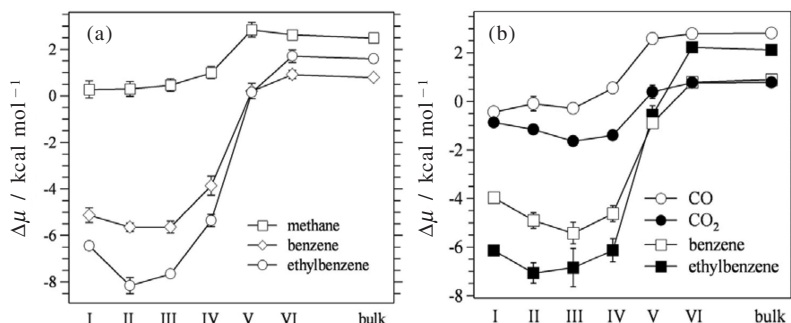 (a)
Δμ / kcal mol⁻¹
2
0
-2
-4
-6
-8
methane
benzene
ethylbenzene
I II III IV V VI bulk
(b)
Δμ / kcal mol⁻¹
2
0
-2
-4
-6
-8
CO
CO₂
benzene
ethylbenzene
I II III IV V VI bulk